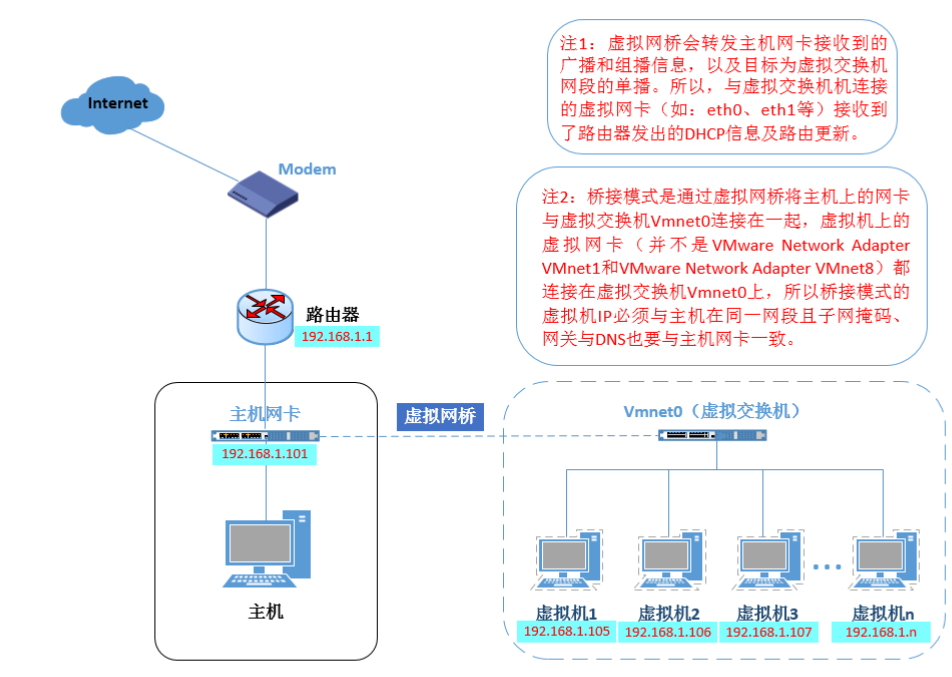 注1：虚拟网桥会转发主机网卡接收到的
广播和组播信息，以及目标为虚拟交换机
网段的单播。所以，与虚拟交换机机连接
的虚拟网卡（如：eth0、eth1等）接收到
了路由器发出的DHCP信息及路由更新。
Internet
Modem
注2：桥接模式是通过虚拟网桥将主机上的网卡
与虚拟交换机Vmnet0连接在一起，虚拟机上的
虚拟网卡（并不是VMware Network Adapter
VMnet1和VMware Network Adapter VMnet8）都
连接在虚拟交换机Vmnet0上，所以桥接模式的
虚拟机IP必须与主机在同一网段且子网掩码、
网关与DNS也要与主机网卡一致。
路由器
192.168.1.1
主机网卡
192.168.1.101
虚拟网桥
Vmnet0（虚拟交换机）
主机
虚拟机1
192.168.1.105
虚拟机2
192.168.1.106
虚拟机3
192.168.1.107
虚拟机n
192.168.1.n